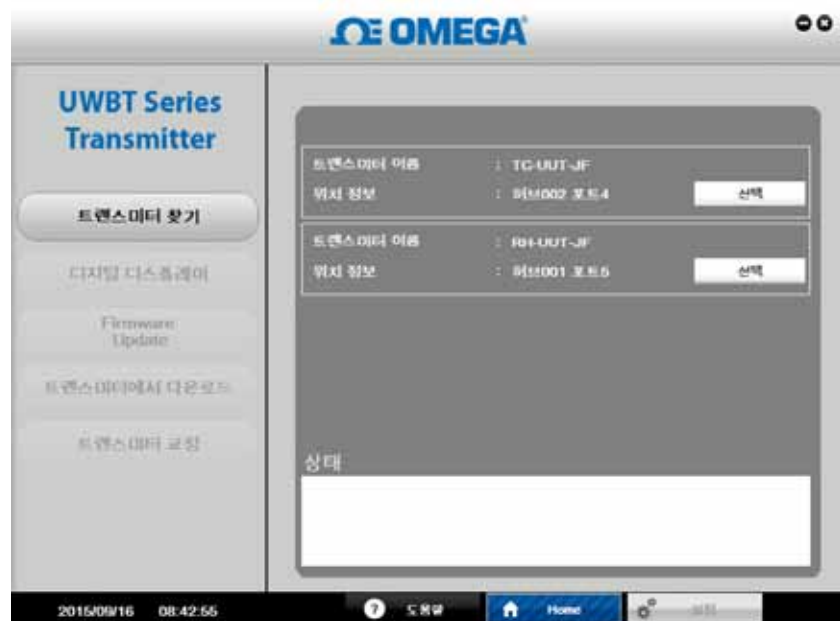 OMEGA
UWBT Series
Transmitter
트랜스미터 찾기
디지털 디스플레이
Firmware
Update
트랜스미터에서 다운로드
트랜스미터 교정
트랜스미터 이름 : TC-UUT-JF
위치 정보 : 허브002 포트4
선택
트랜스미터 이름 : RH-UUT-JF
위치 정보 : 허브001 포트5
선택
상태
2015/09/16 08:42:55
? 도움말
Home